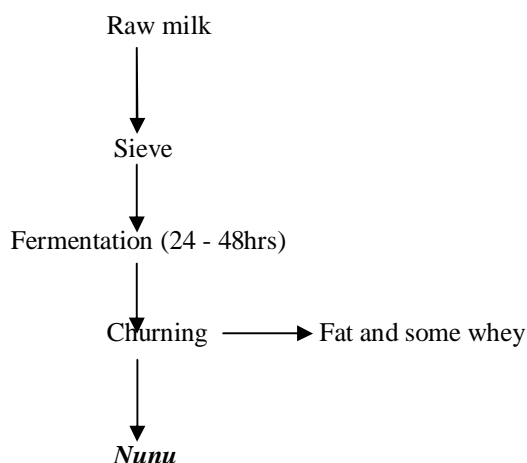 Raw milk
Sieve
Fermentation (24 - 48hrs)
Churning
Fat and some whey
Nunu